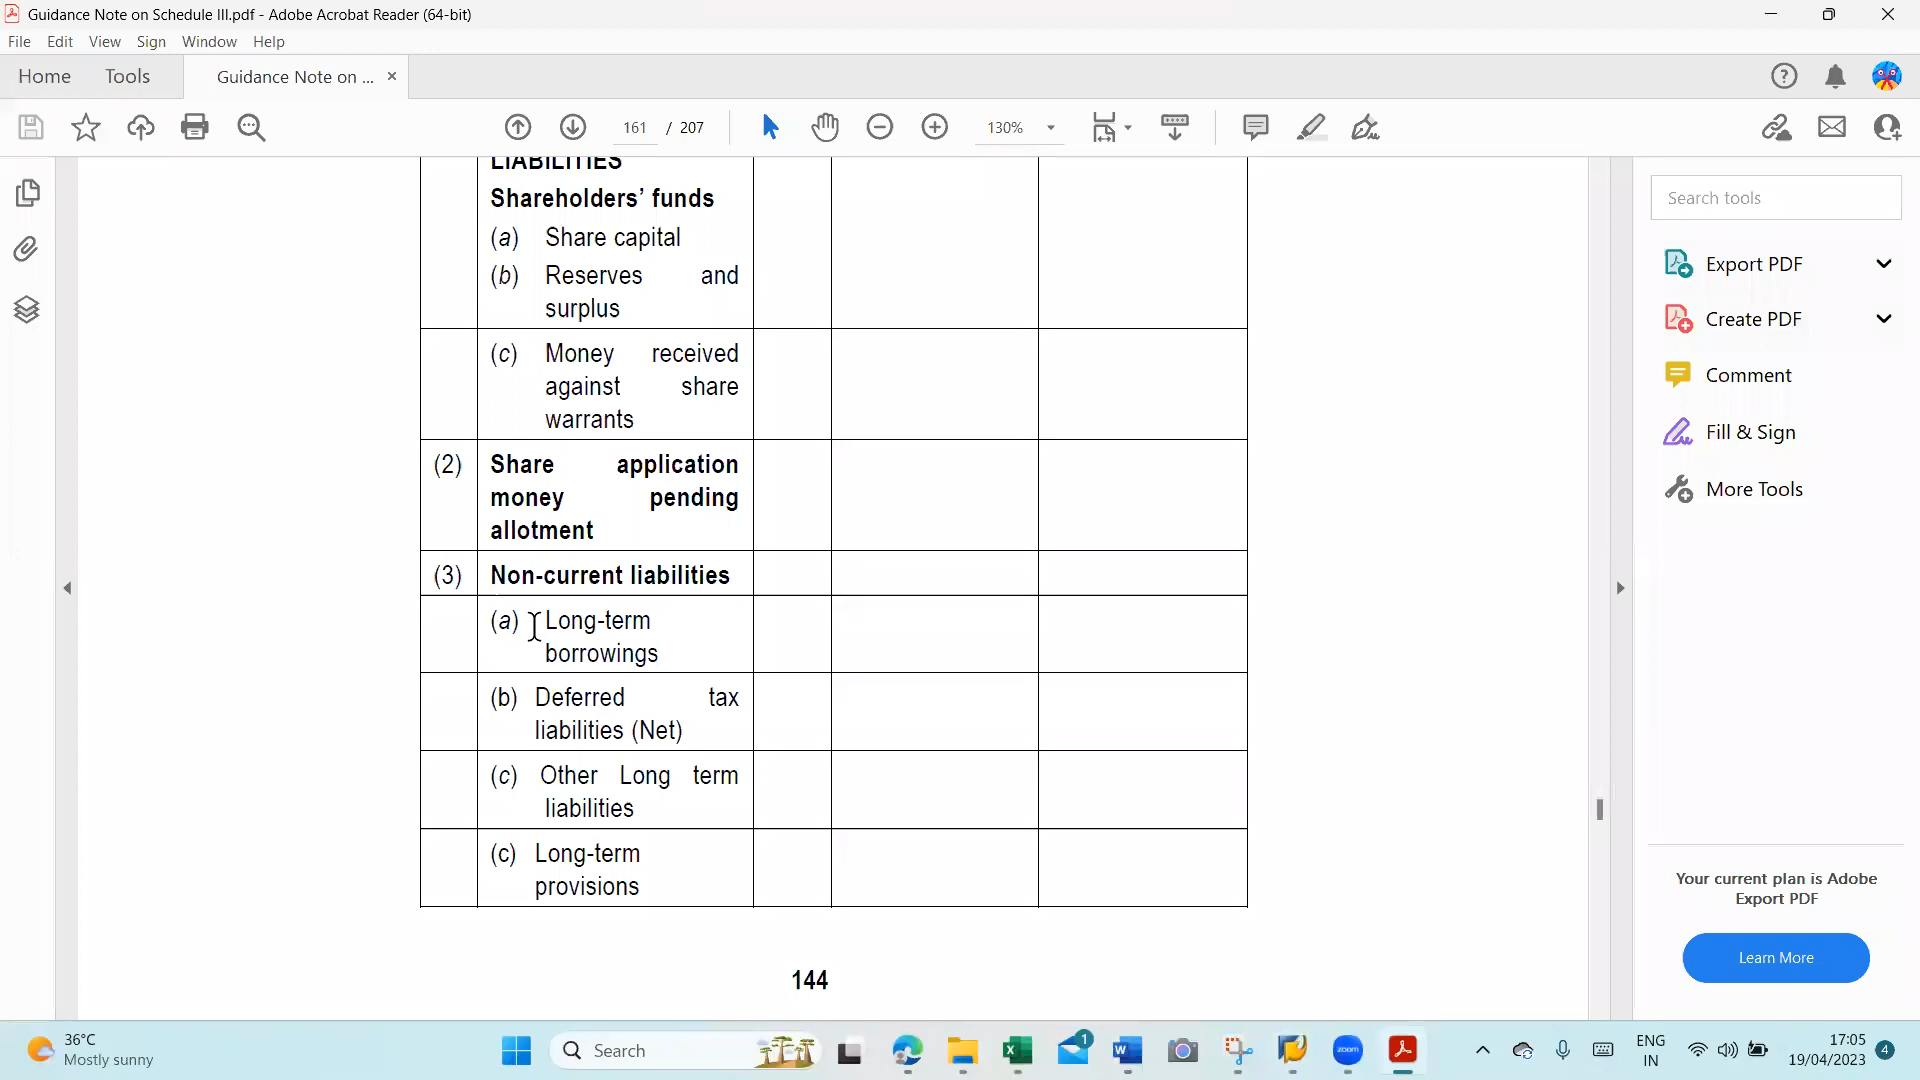 Guidance Note on Schedule III.pdf - Adobe Acrobat Reader (64-bit)
File Edit View Sign Window Help
Home Tools Guidance Note on ... ×
161 / 207 130%
LIABILITIES
Shareholders' funds
(a) Share capital
(b) Reserves and
surplus
(c) Money received
against share
warrants
(2) Share application
money pending
allotment
(3) Non-current liabilities
(a) Long-term
borrowings
(b) Deferred tax
liabilities (Net)
(c) Other Long term
liabilities
(c) Long-term
provisions
144
Search tools
Export PDF
Create PDF
Comment
Fill & Sign
More Tools
Your current plan is Adobe
Export PDF
Learn More
36°C
Mostly sunny
Search
1
zoom
ENG
IN
17:05
19/04/2023
4